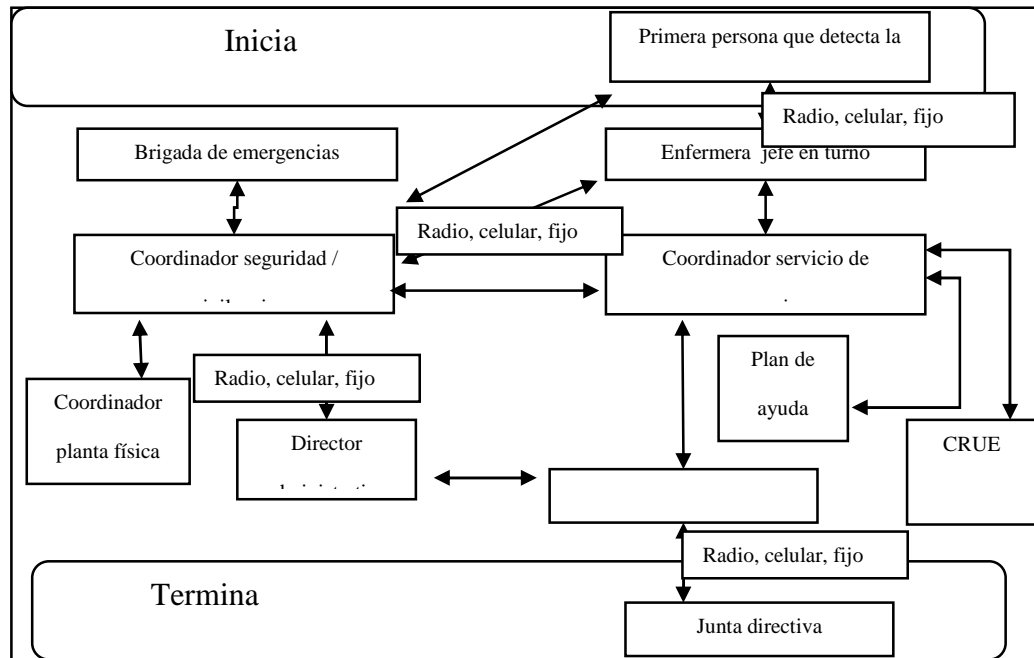 Inicia
Primera persona que detecta la
Radio, celular, fijo
Brigada de emergencias
Enfermera jefe en turno
Radio, celular, fijo
Coordinador seguridad /
Coordinador servicio de
Radio, celular, fijo
Plan de
ayuda
Coordinador
planta física
Director
CRUE
Radio, celular, fijo
Termina
Junta directiva